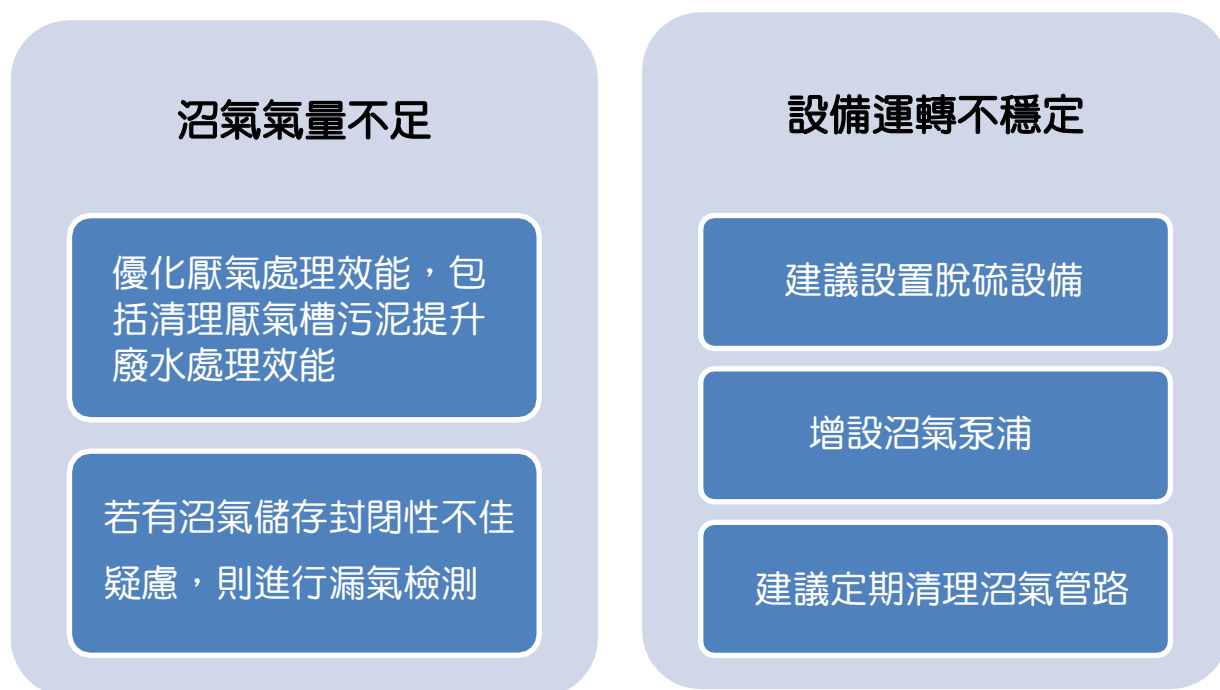 沼氣氣量不足
優化厭氧處理效能，包
括清理厭氧槽污泥提升
廢水處理效能
若有沼氣儲存封閉性不佳
疑慮，則進行漏氣檢測
設備運轉不穩定
建議設置脫硫設備
增設沼氣泵浦
建議定期清理沼氣管路